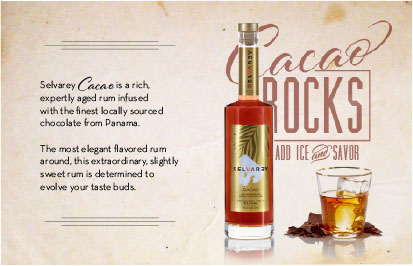 Selvarey Cacao is a rich,
expertly aged rum infused
with the finest locally sourced
chocolate from Panama.
The most elegant flavored rum
around, this extraordinary, slightly
sweet rum is determined to
evolve your taste buds.
Cacao
ROCKS
ADD ICE and SAVOR
SELVAREY
SELVAREY
CACAO